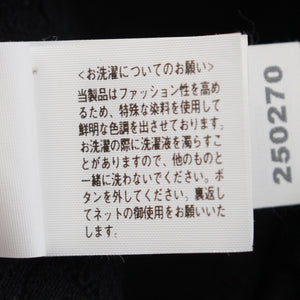 <お洗濯についてのお願い>
当製品はファッション性を高め
るため、特殊な染料を使用して
鮮明な色調を出させております。
お洗濯の際に洗濯液を濁らすこ
とがありますので、他のものと
一緒に洗わないでください。ボ
タンを外してください。裏返し
てネットの御使用をお願いいた
します。
250270